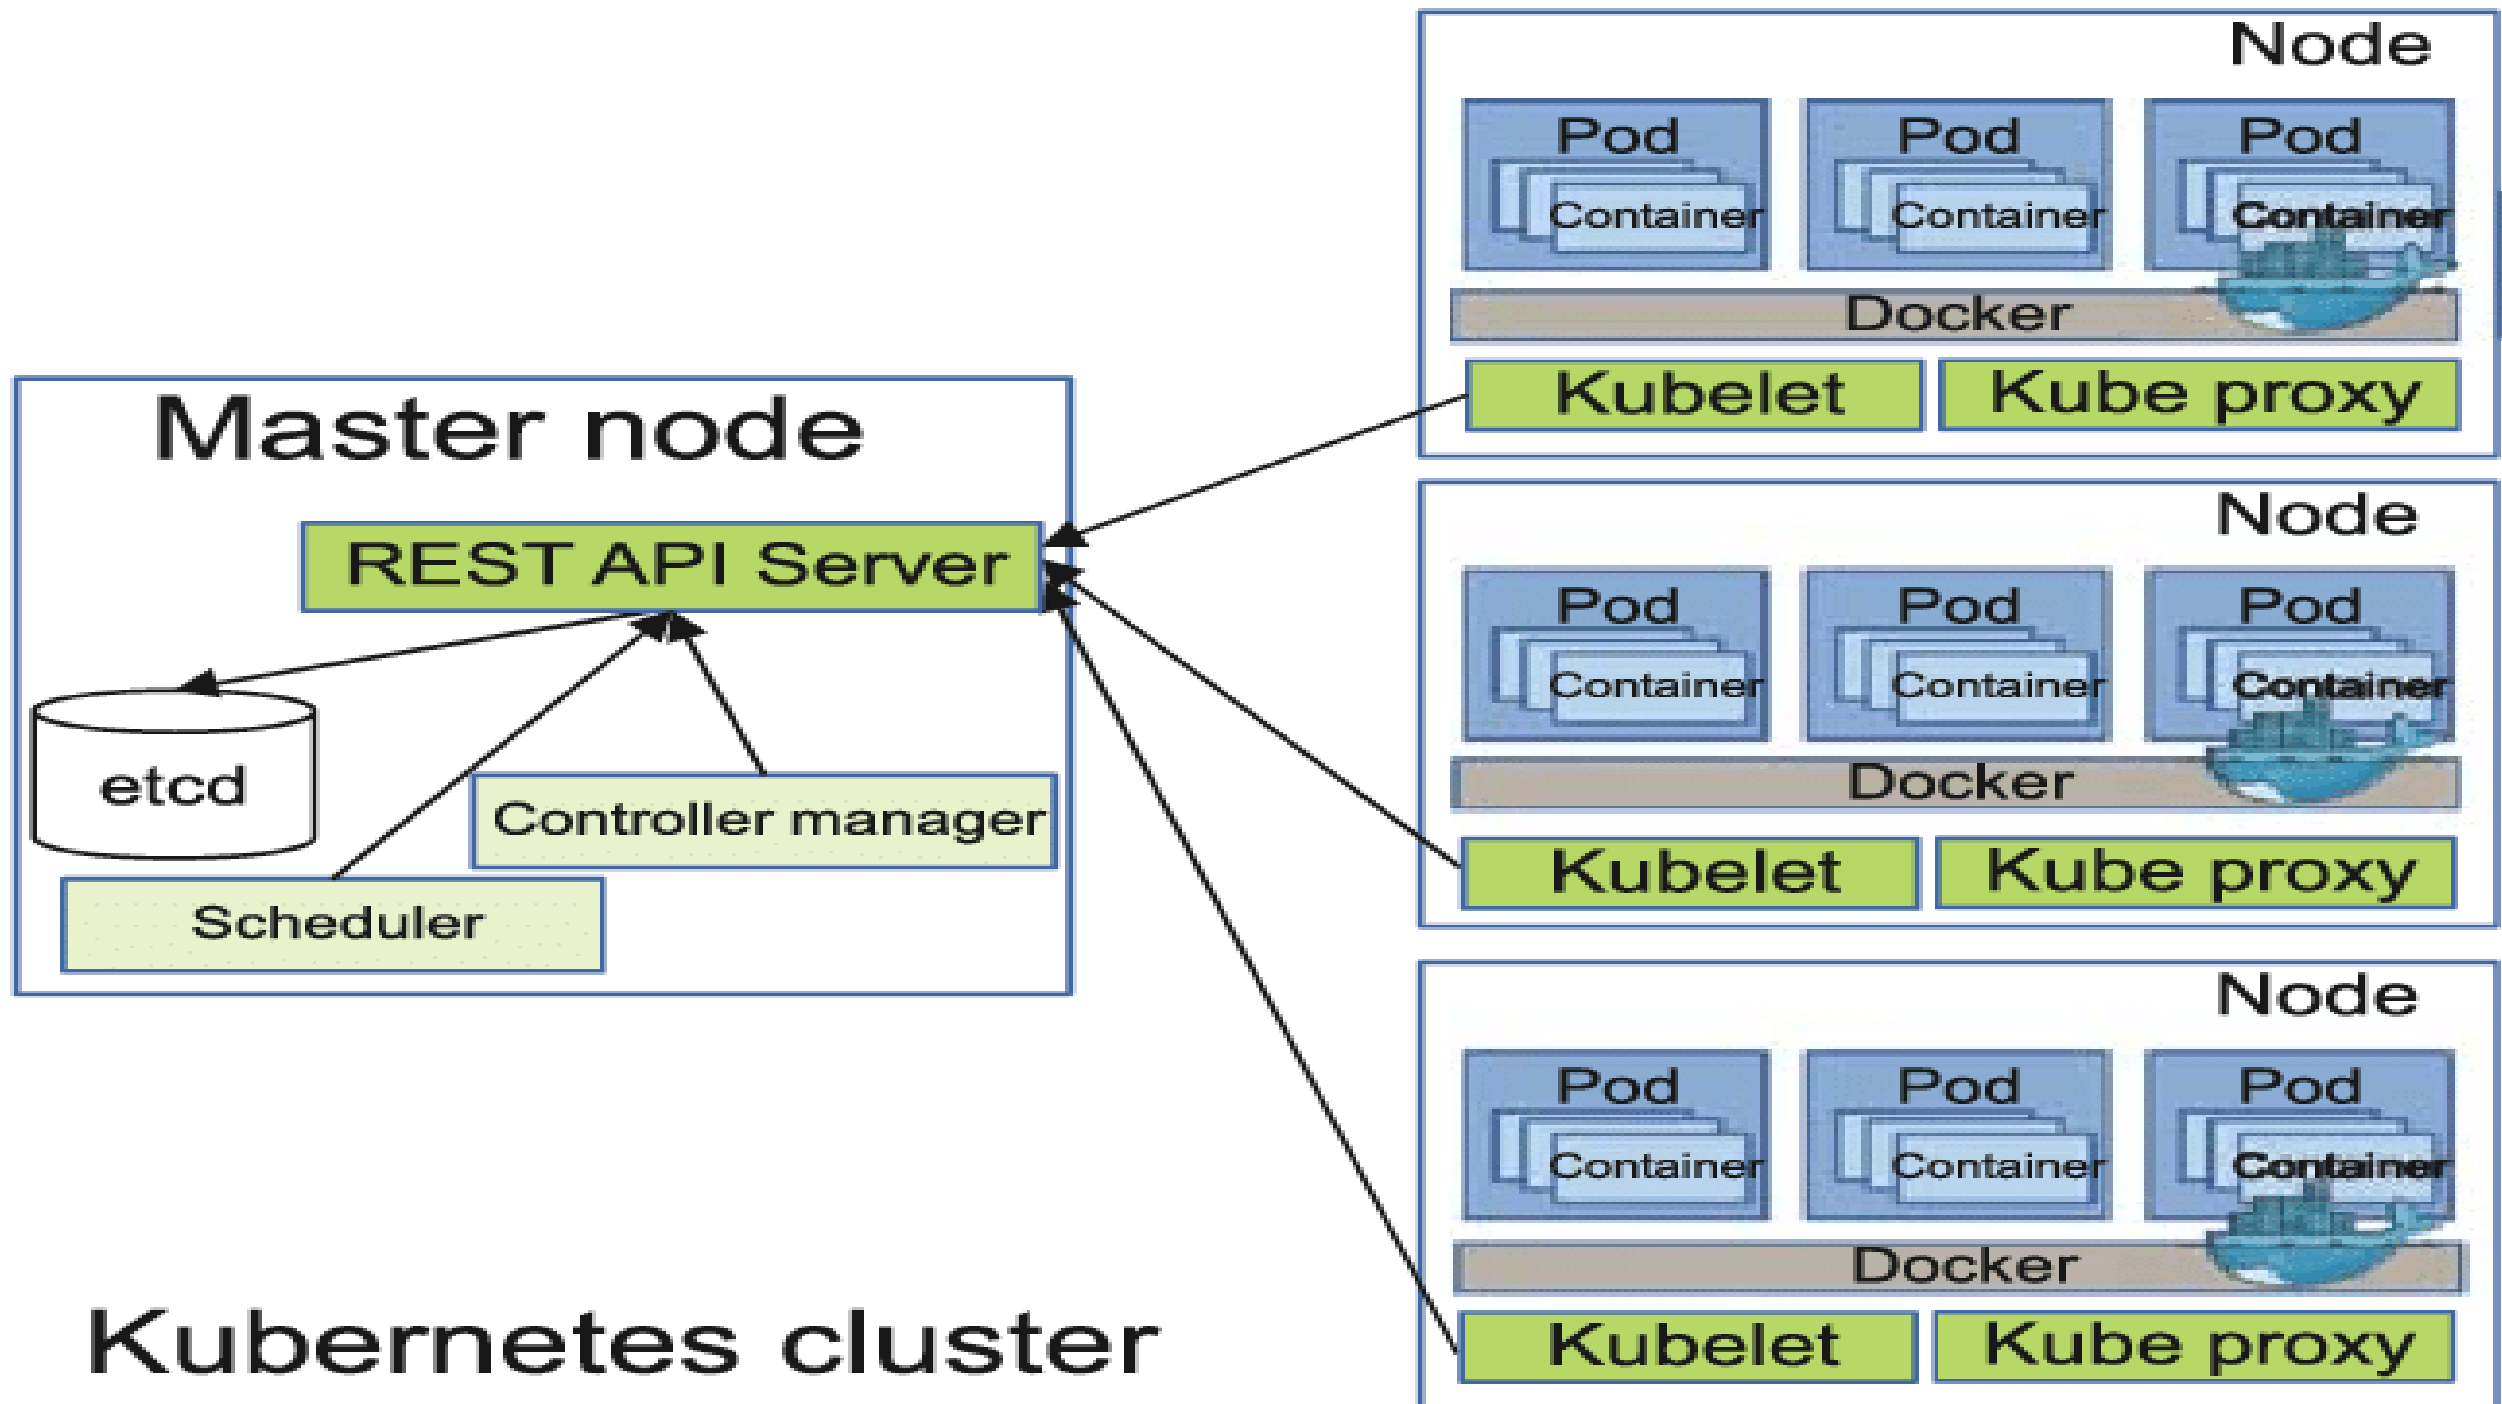 Master node
REST API Server
etcd
Controller manager
Scheduler
Kubernetes cluster
Node
Pod Pod Pod
Container Container Container
Docker
Kubelet Kube proxy
Node
Pod Pod Pod
Container Container Container
Docker
Kubelet Kube proxy
Node
Pod Pod Pod
Container Container Container
Docker
Kubelet Kube proxy